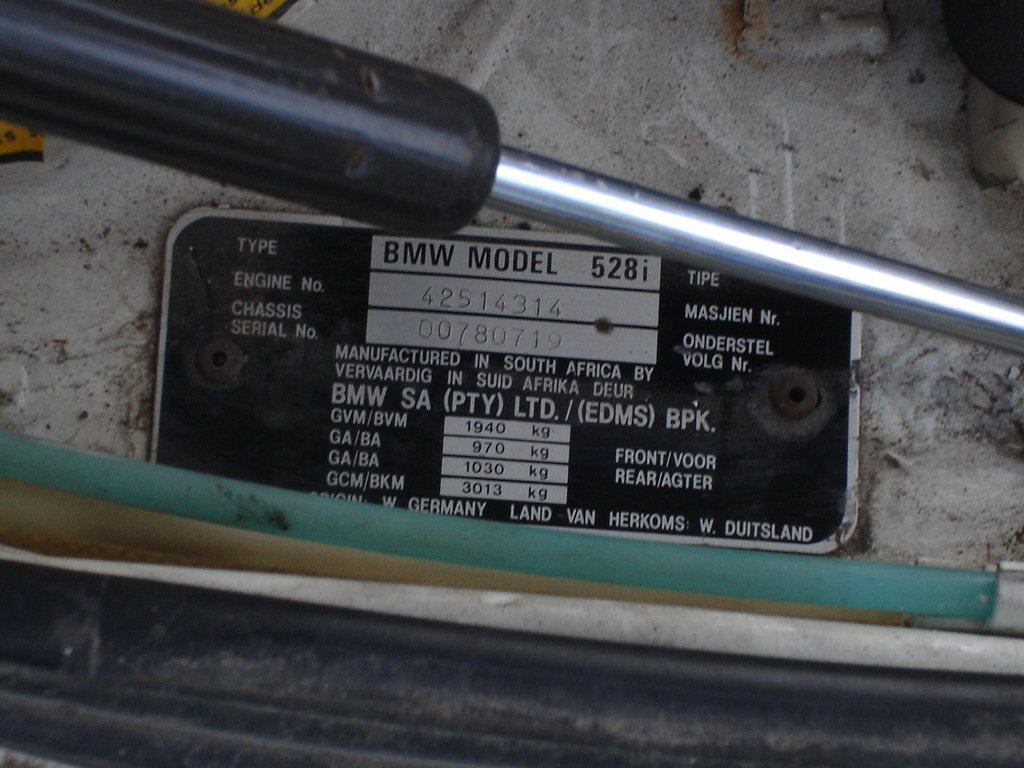 TYPE BMW MODEL 528i TIPE
ENGINE No. 42514314 MASJIEN Nr.
CHASSIS SERIAL No. 00780719 ONDERSTEL VOLG Nr.
MANUFACTURED IN SOUTH AFRICA BY
VERVAARDIG IN SUID AFRIKA DEUR
BMW SA (PTY) LTD./(EDMS) BPK.
GVM/BVM 1940 kg
GA/BA 970 kg FRONT/VOOR
GA/BA 1030 kg REAR/AGTER
GCM/BKM 3013 kg
ORIGIN: W. GERMANY LAND VAN HERKOMS: W. DUITSLAND